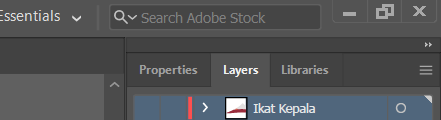 Essentials
Search Adobe Stock
Properties Layers Libraries
Ikat Kepala